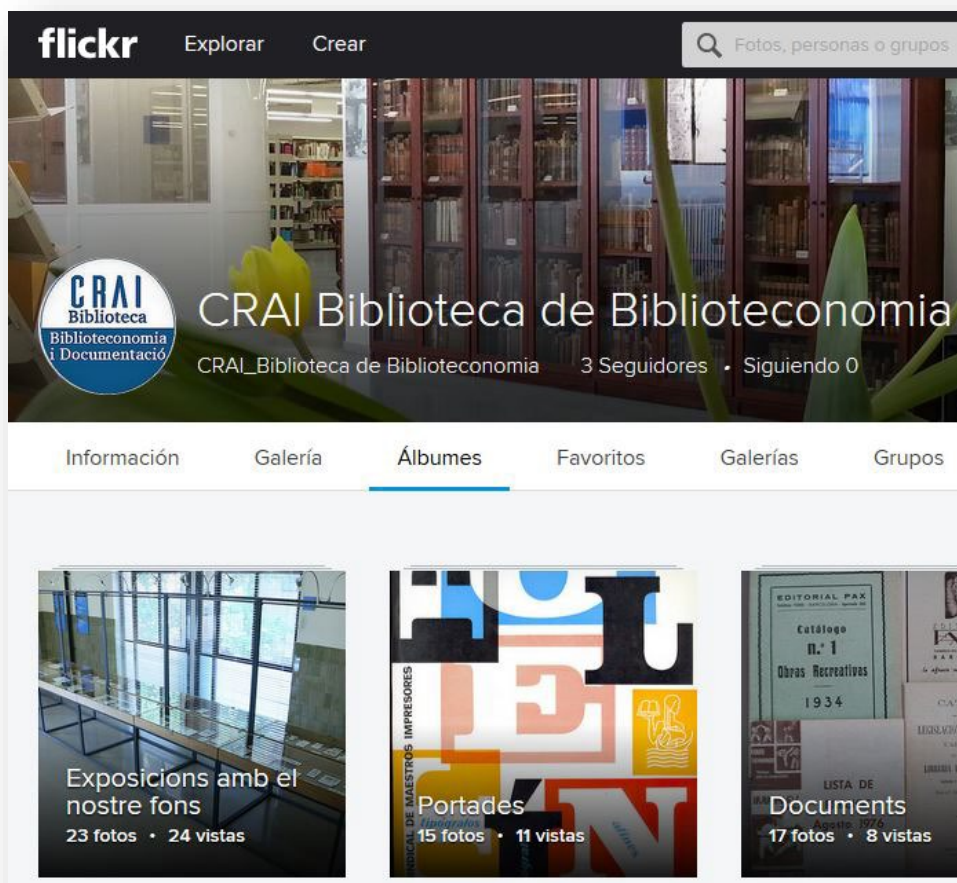 flickr Explorar Crear Fotos, personas o grupos
CRAI
Biblioteca
Biblioteconomia
i Documentació
CRAI Biblioteca de Biblioteconomia
CRAI_Biblioteca de Biblioteconomia 3 Seguidores • Siguiendo 0
Información Galería Álbumes Favoritos Galerías Grupos
Exposicions amb el
nostre fons
23 fotos • 24 vistas
SINDICAL DE MAESTROS IMPRESORES
tipógrafos
afines
Portades
15 fotos • 11 vistas
EDITORIAL PAX
Catálogo
n.º 1
Obras Recreativas
1934
LISTA DE
Agosto 1976
Documents
17 fotos • 8 vistas